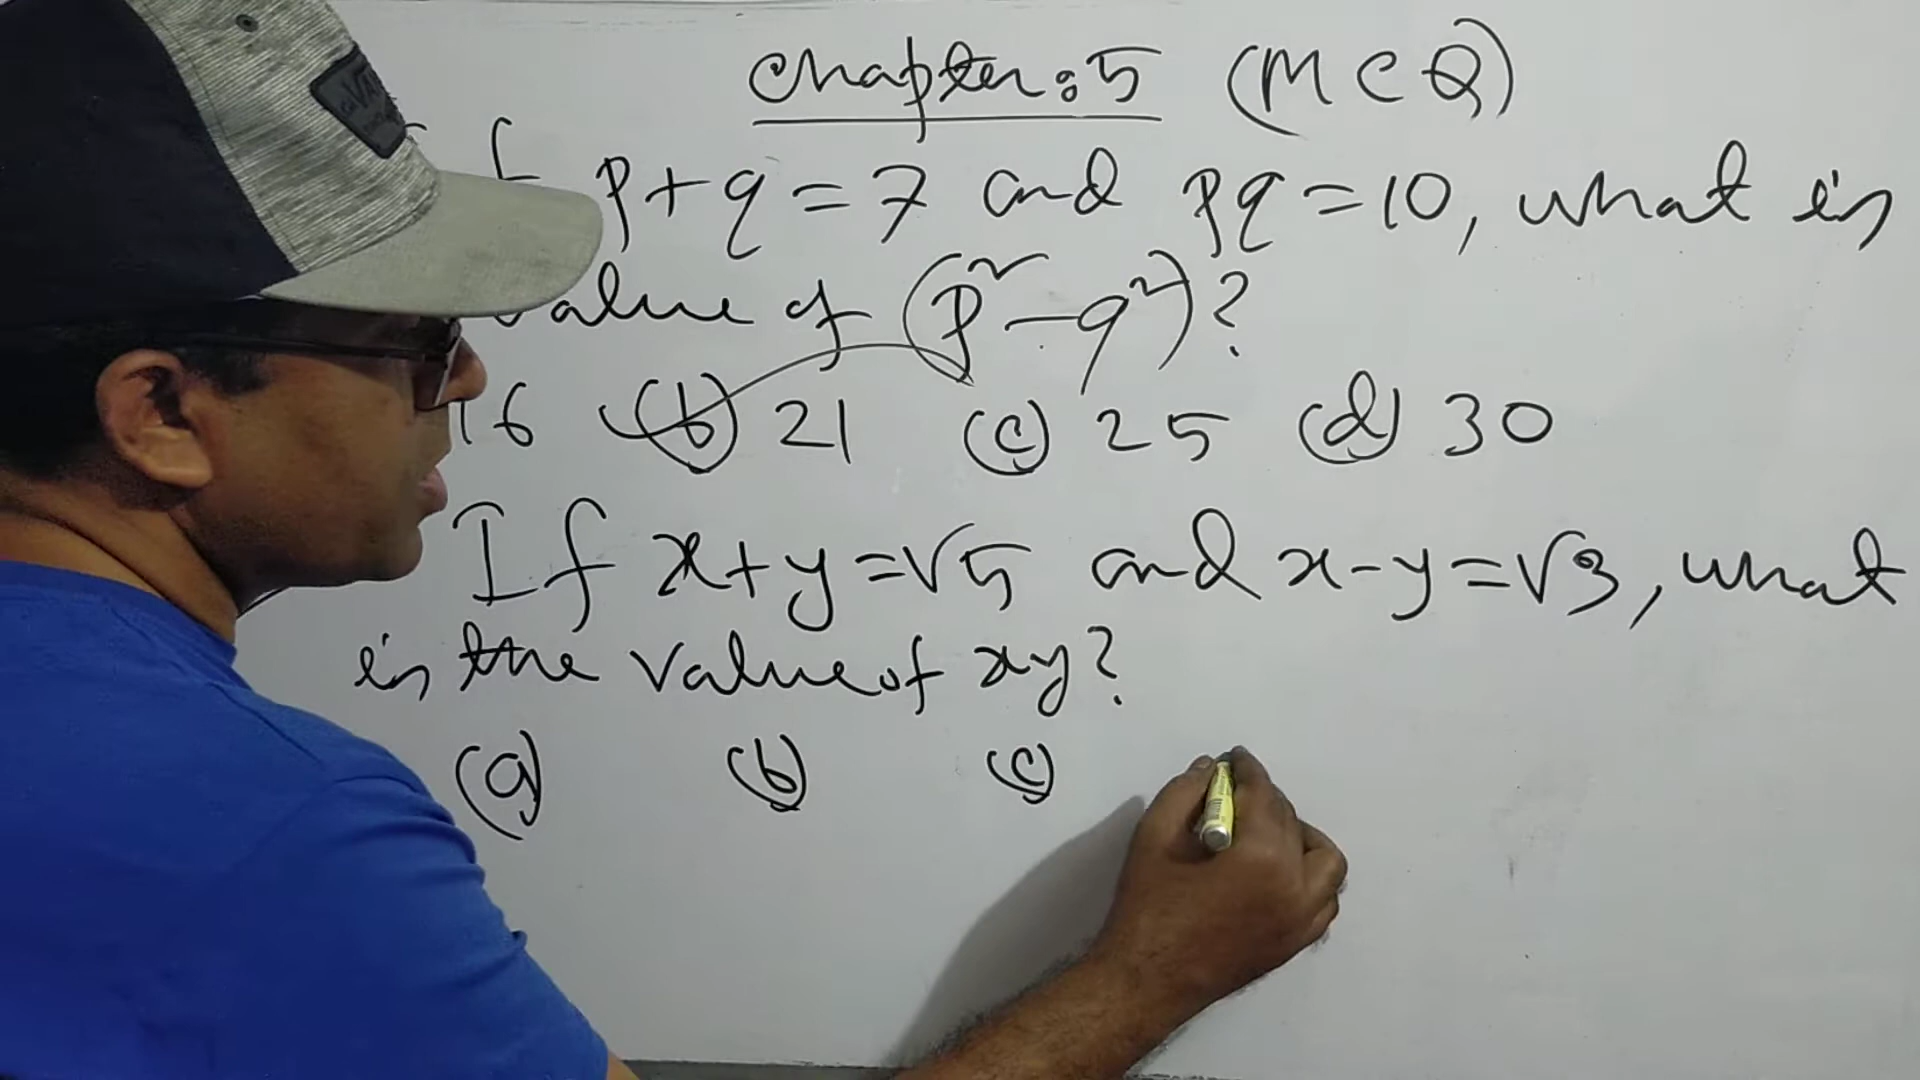 Chapter:5 (MCQ)
If p+q=7 and pq=10, what is
value of (p²-q²)?
16 (b) 21 (c) 25 (d) 30
If x+y=√5 and x-y=√3, what
is the value of xy?
(a) (b) (c)